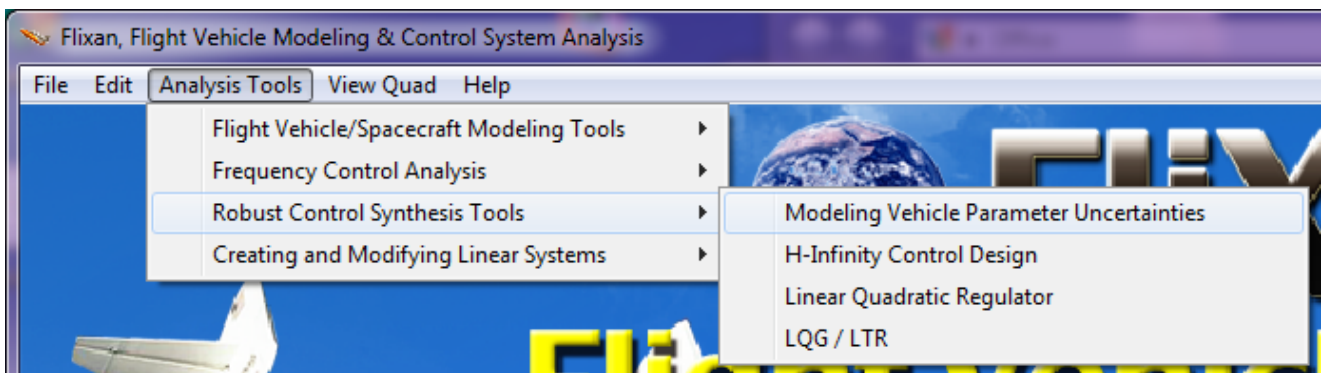 Flixan, Flight Vehicle Modeling & Control System Analysis
File Edit Analysis Tools View Quad Help
Flight Vehicle/Spacecraft Modeling Tools
Frequency Control Analysis
Robust Control Synthesis Tools
Creating and Modifying Linear Systems
Modeling Vehicle Parameter Uncertainties
H-Infinity Control Design
Linear Quadratic Regulator
LQG / LTR